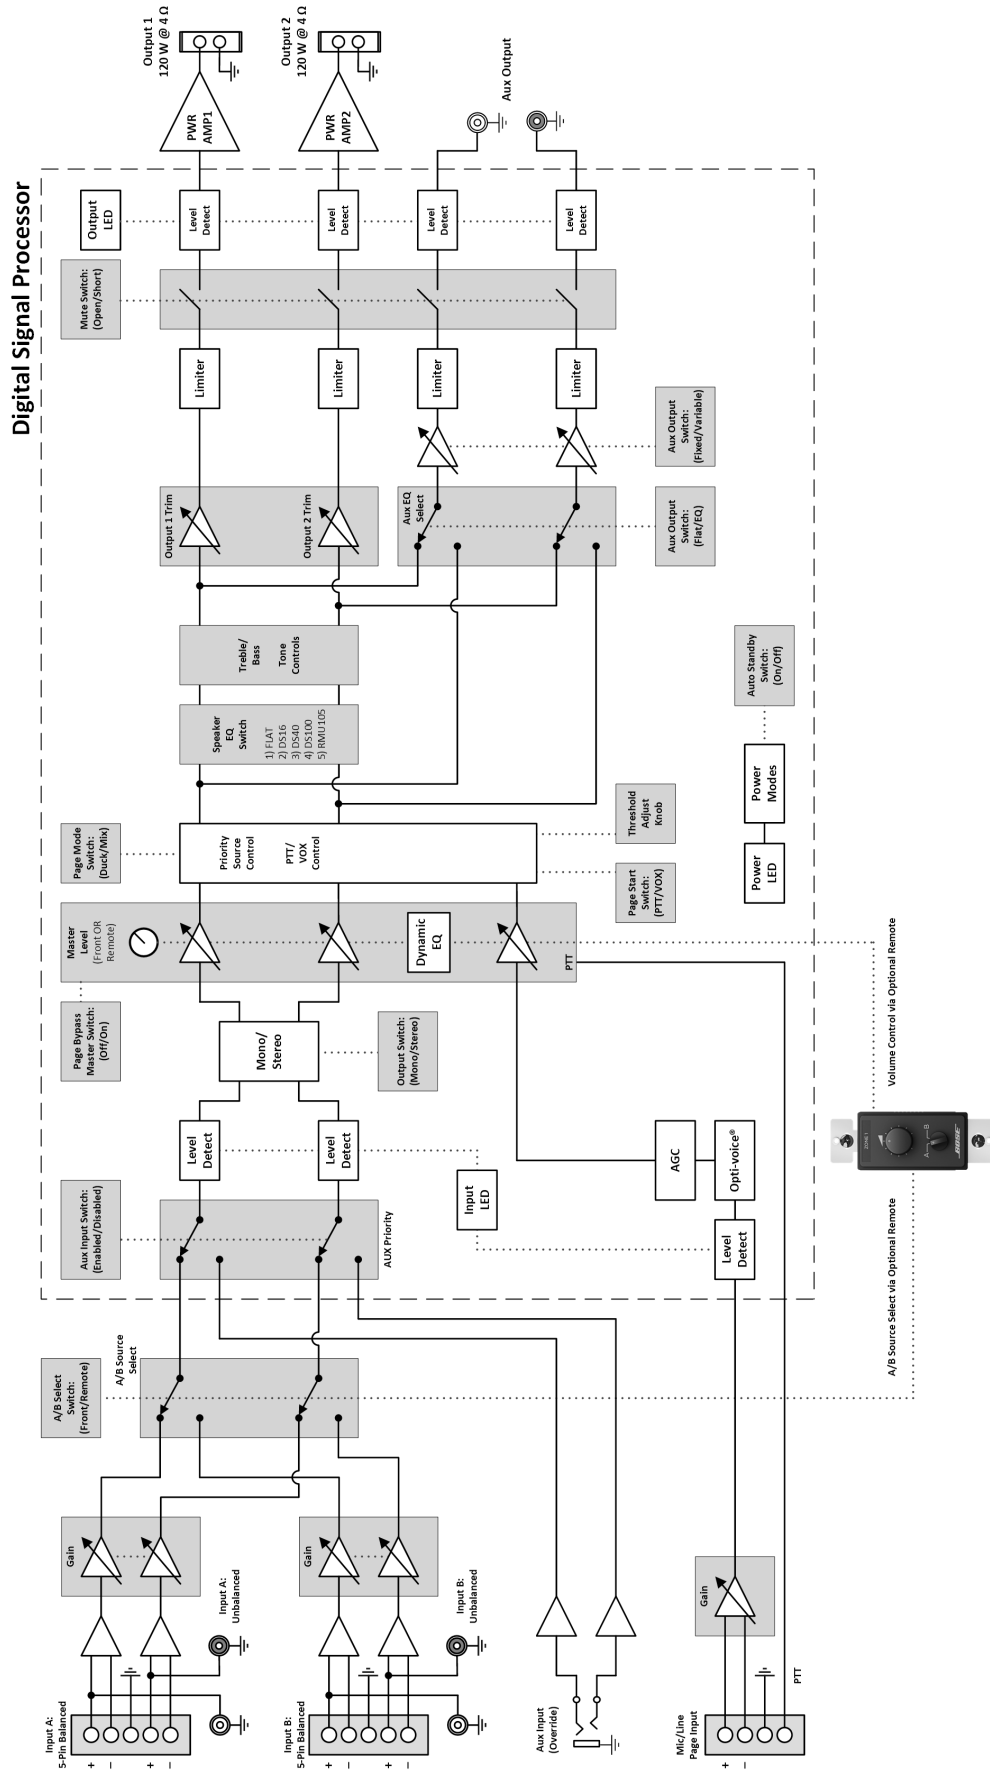 Digital Signal Processor
Input A:
5-Pin Balanced
+
–
+
–
Gain
Input A:
Unbalanced
Input B:
5-Pin Balanced
+
–
+
–
Gain
Input B:
Unbalanced
Aux Input
(Override)
Mic/Line
Page Input
+
–
PTT
Gain
A/B Select
Switch:
(Front/Remote)
A/B Source
Select
Aux Input Switch:
(Enabled/Disabled)
AUX Priority
Level
Detect
Level
Detect
Input
LED
Level
Detect
Opti-voice®
AGC
Mono/
Stereo
Output Switch:
(Mono/Stereo)
Page Bypass
Master Switch:
(Off/On)
Master
Level
(Front OR
Remote)
Dynamic
EQ
PTT
Page Mode
Switch:
(Duck/Mix)
Priority
Source
Control
PTT/
VOX
Control
Page Start
Switch:
(PTT/VOX)
Threshold
Adjust
Knob
Power
LED
Power
Modes
Auto Standby
Switch:
(On/Off)
Speaker
EQ
Switch
1) FLAT
2) DS16
3) DS40
4) DS100
5) RMU105
Treble/
Bass
Tone
Controls
Output 1 Trim
Output 2 Trim
Aux EQ
Select
Aux Output
Switch:
(Flat/EQ)
Aux Output
Switch:
(Fixed/Variable)
Limiter
Limiter
Limiter
Limiter
Mute Switch:
(Open/Short)
Output
LED
Level
Detect
Level
Detect
Level
Detect
Level
Detect
PWR
AMP1
PWR
AMP2
Output 1
120 W @ 4 Ω
Output 2
120 W @ 4 Ω
Aux Output
A/B Source Select via Optional Remote
Volume Control via Optional Remote
ZONE 1
A
B
BOSE